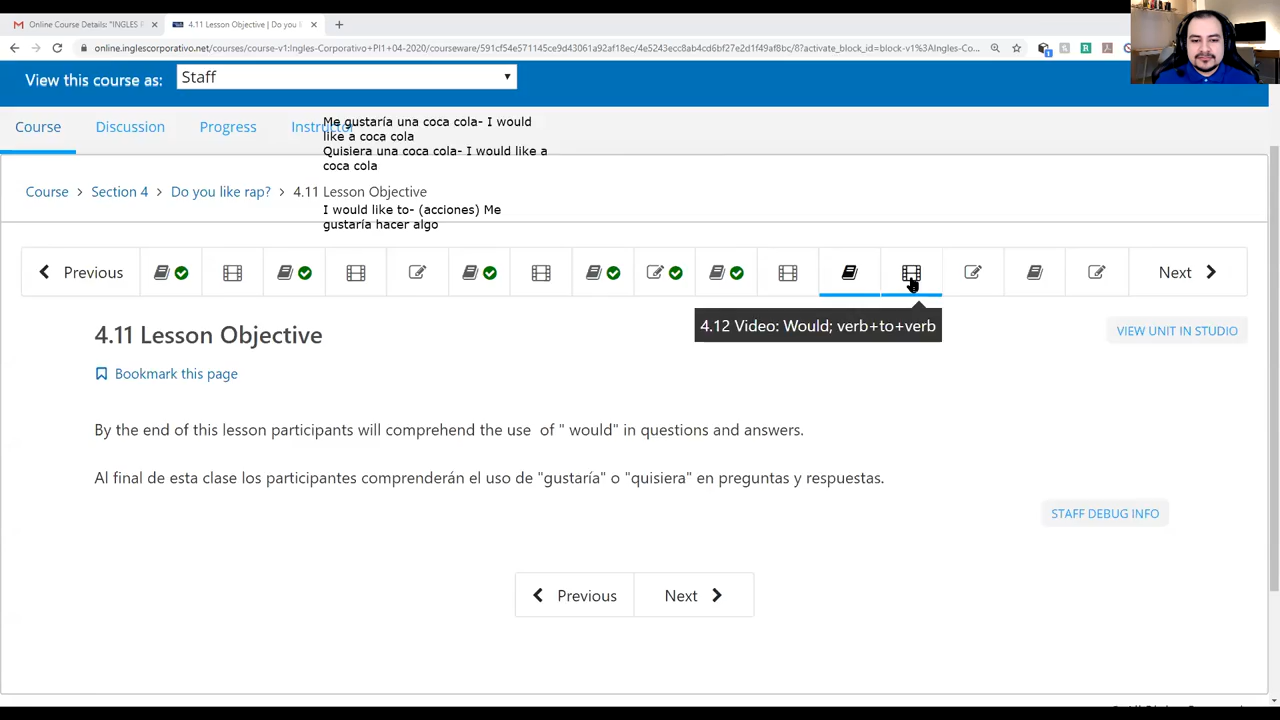 Online Course Details: "INGLES
4.11 Lesson Objective | Do you l
online.inglescorporativo.net/courses/course-v1:Ingles-Corporativo+PI1+04-2020/courseware/591cf54e571145f19d43061a92af18ec/4e5243ecc8ab4cd6bf27e2d1f49af8bc/8?activate_block_id=block-v1%3AIngles-Co...
View this course as:
Staff
Course
Discussion
Progress
Instructor
Me gustaría una coca cola- I would
like a coca cola
Quisiera una coca cola- I would like a
coca cola
Course > Section 4 > Do you like rap? > 4.11 Lesson Objective
I would like to- (acciones) Me
gustaría hacer algo
Previous
Next
4.12 Video: Would; verb+to+verb
4.11 Lesson Objective
VIEW UNIT IN STUDIO
Bookmark this page
By the end of this lesson participants will comprehend the use of " would" in questions and answers.
Al final de esta clase los participantes comprenderán el uso de "gustaría" o "quisiera" en preguntas y respuestas.
STAFF DEBUG INFO
Previous
Next